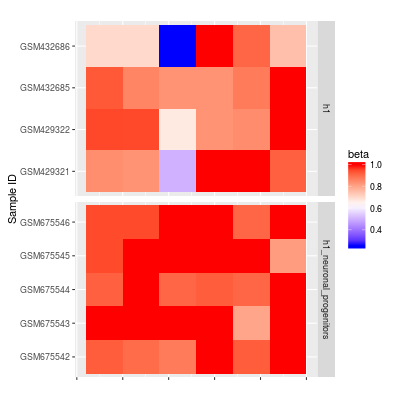 GSM432686
GSM432685
GSM429322
GSM429321
h1
Sample ID
GSM675546
GSM675545
GSM675544
GSM675543
GSM675542
h1_neuronal_progenitors
beta
1.0
0.8
0.6
0.4